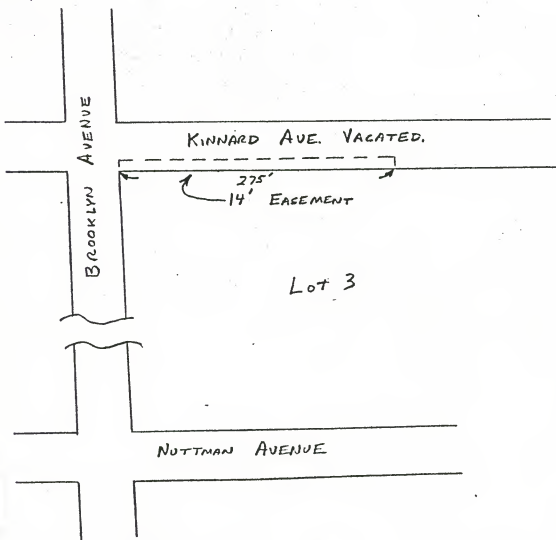 KINNARD AVE. VACATED.
BROOKLYN AVENUE
275'
14' EASEMENT
Lot 3
NUTTMAN AVENUE